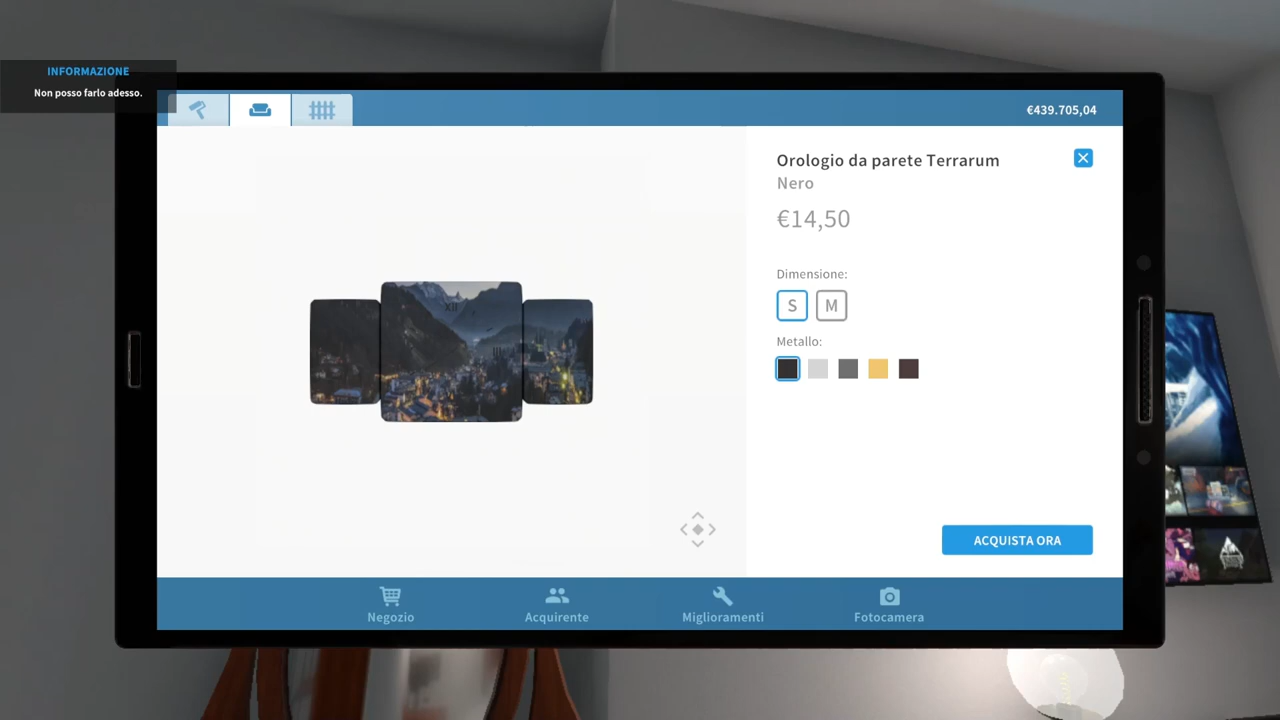 INFORMAZIONE
Non posso farlo adesso.
€439.705,04
Orologio da parete Terrarum
Nero
€14,50
Dimensione:
S M
Metallo:
XII
ACQUISTA ORA
Negozio Acquirente Miglioramenti Fotocamera